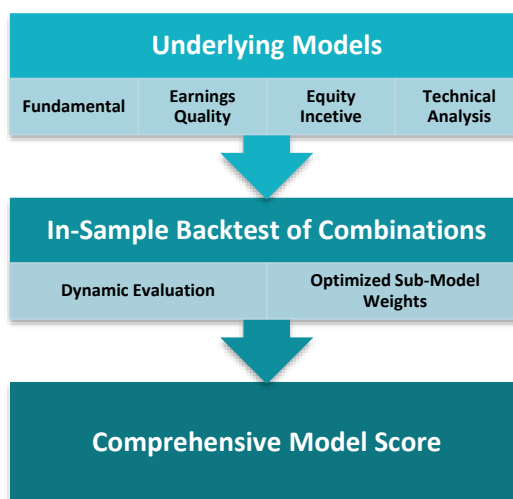 Underlying Models
Fundamental
Earnings
Quality
Equity
Incetive
Technical
Analysis
In-Sample Backtest of Combinations
Dynamic Evaluation
Optimized Sub-Model
Weights
Comprehensive Model Score